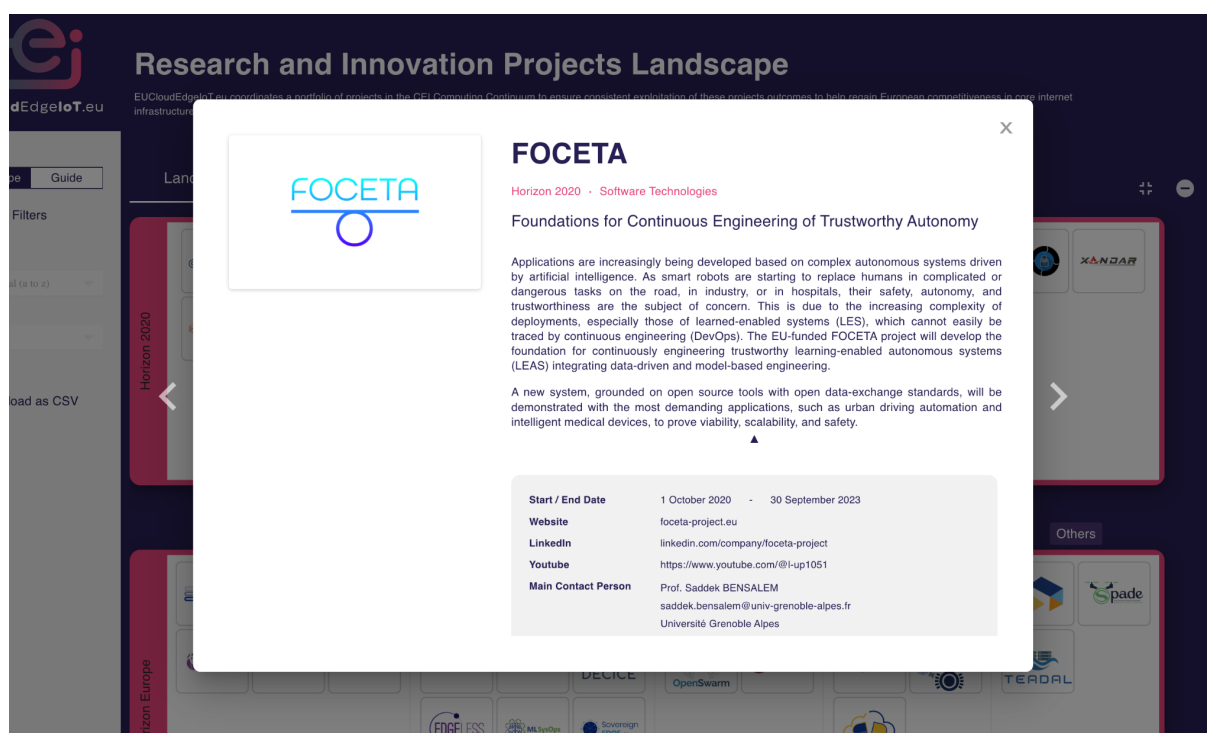 Research and Innovation Projects Landscape
EUCloudEdgeIoT.eu coordinates a portfolio of projects in the CEI Computing Continuum to ensure consistent exploitation of these projects outcomes to help regain European competitiveness in core internet
infrastructure
dEdgeIoT.eu
Guide
Filters
al (a to z)
load as CSV
Land
Horizon 2020
XANDAR
X
FOCETA
FOCETA
Horizon 2020 · Software Technologies
Foundations for Continuous Engineering of Trustworthy Autonomy
Applications are increasingly being developed based on complex autonomous systems driven
by artificial intelligence. As smart robots are starting to replace humans in complicated or
dangerous tasks on the road, in industry, or in hospitals, their safety, autonomy, and
trustworthiness are the subject of concern. This is due to the increasing complexity of
deployments, especially those of learned-enabled systems (LES), which cannot easily be
traced by continuous engineering (DevOps). The EU-funded FOCETA project will develop the
foundation for continuously engineering trustworthy learning-enabled autonomous systems
(LEAS) integrating data-driven and model-based engineering.
A new system, grounded on open source tools with open data-exchange standards, will be
demonstrated with the most demanding applications, such as urban driving automation and
intelligent medical devices, to prove viability, scalability, and safety.
Start / End Date 1 October 2020 - 30 September 2023
Website foceta-project.eu
LinkedIn linkedin.com/company/foceta-project
Youtube https://www.youtube.com/@l-up1051
Main Contact Person Prof. Saddek BENSALEM
saddek.bensalem@univ-grenoble-alpes.fr
Université Grenoble Alpes
Others
Spade
rizon Europe
DECICE
OpenSwarm
TEADAL
EDGELESS
MLSysOps
Sovereign